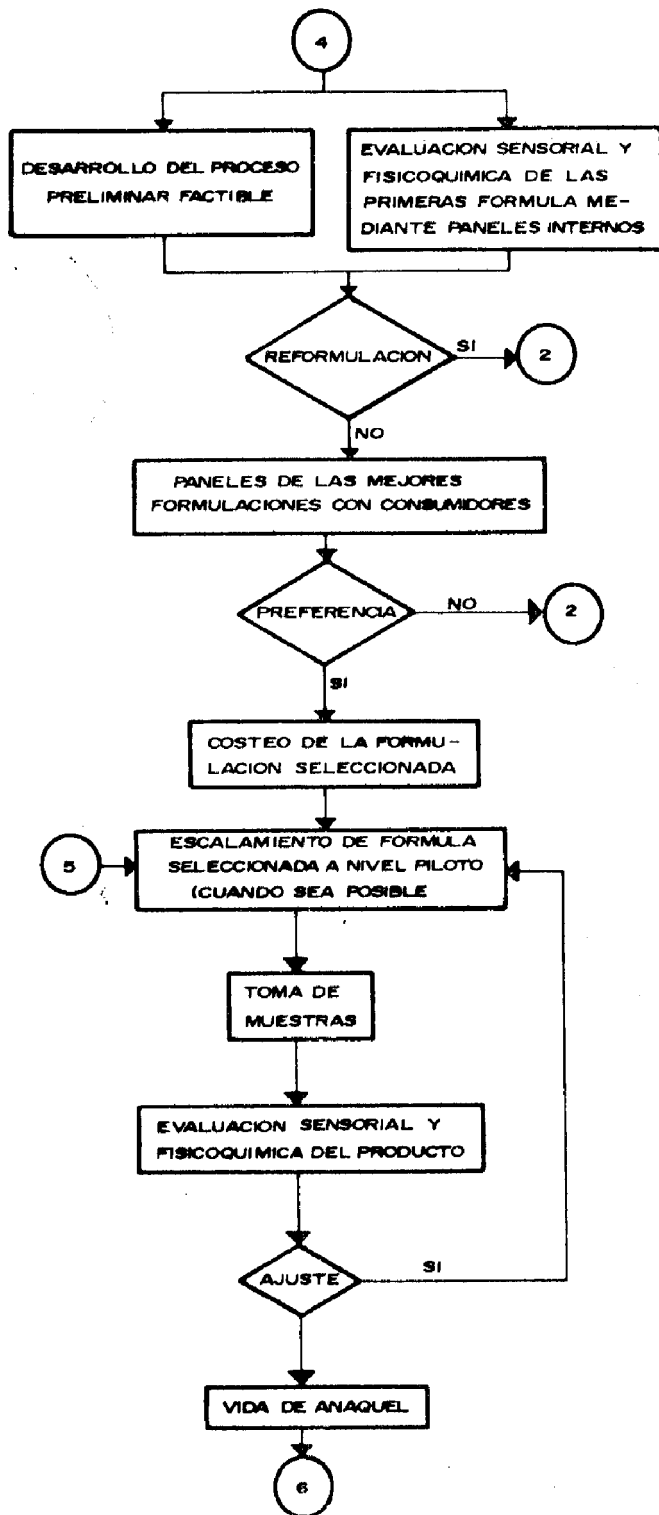 4
DESARROLLO DEL PROCESO
PRELIMINAR FACTIBLE
EVALUACION SENSORIAL Y
FISICOQUIMICA DE LAS
PRIMERAS FORMULA ME-
DIANTE PANELES INTERNOS
REFORMULACION
SI
2
NO
PANELES DE LAS MEJORES
FORMULACIONES CON CONSUMIDORES
PREFERENCIA
NO
2
SI
COSTEO DE LA FORMU-
LACION SELECCIONADA
5
ESCALAMIENTO DE FORMULA
SELECCIONADA A NIVEL PILOTO
(CUANDO SEA POSIBLE
TOMA DE
MUESTRAS
EVALUACION SENSORIAL Y
FISICOQUIMICA DEL PRODUCTO
AJUSTE
SI
VIDA DE ANAQUEL
6